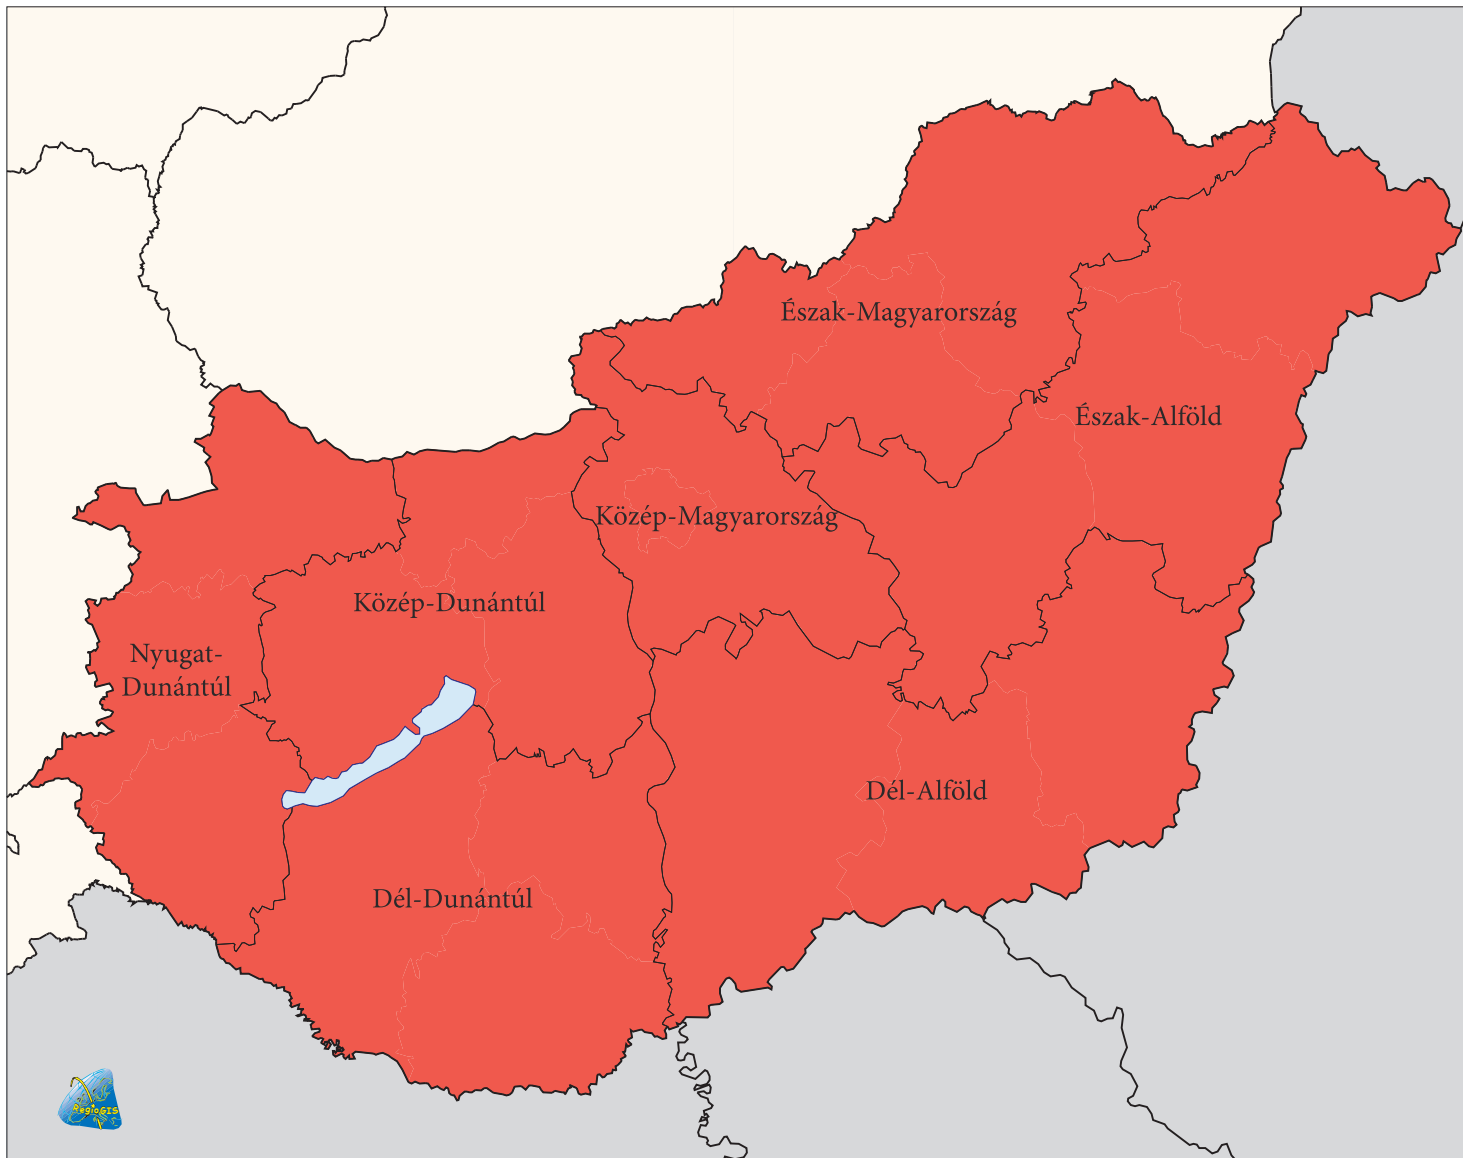 Észak-Magyarország
Észak-Alföld
Közép-Magyarország
Közép-Dunántúl
Nyugat-
Dunántúl
Dél-Alföld
Dél-Dunántúl
RegioGIS